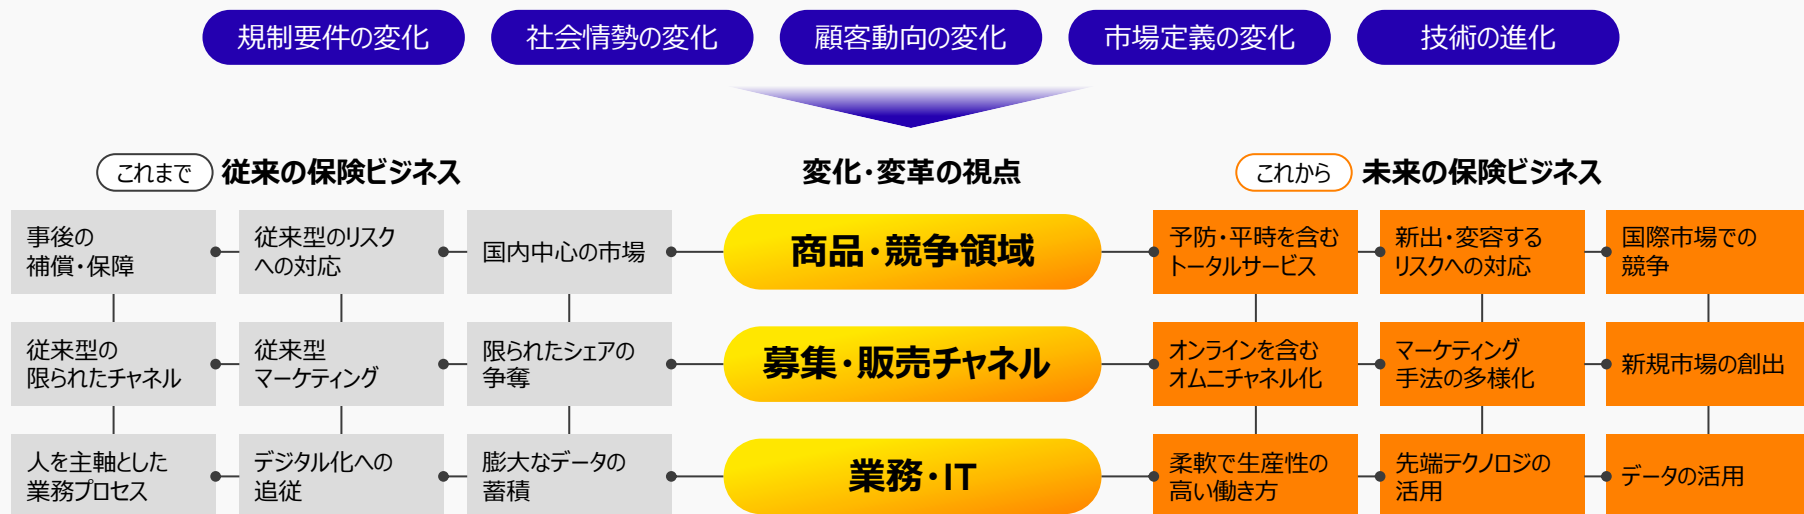 規制要件の変化
社会情勢の変化
顧客動向の変化
市場定義の変化
技術の進化
これまで
従来の保険ビジネス
変化・変革の視点
これから
未来の保険ビジネス
事後の
補償・保障
従来型のリスク
への対応
国内中心の市場
商品・競争領域
予防・平時を含む
トータルサービス
新出・変容する
リスクへの対応
国際市場での
競争
従来型の
限られたチャネル
従来型
マーケティング
限られたシェアの
争奪
募集・販売チャネル
オンラインを含む
オムニチャネル化
マーケティング
手法の多様化
新規市場の創出
人を主軸とした
業務プロセス
デジタル化への
追従
膨大なデータの
蓄積
業務・IT
柔軟で生産性の
高い働き方
先端テクノロジの
活用
データの活用